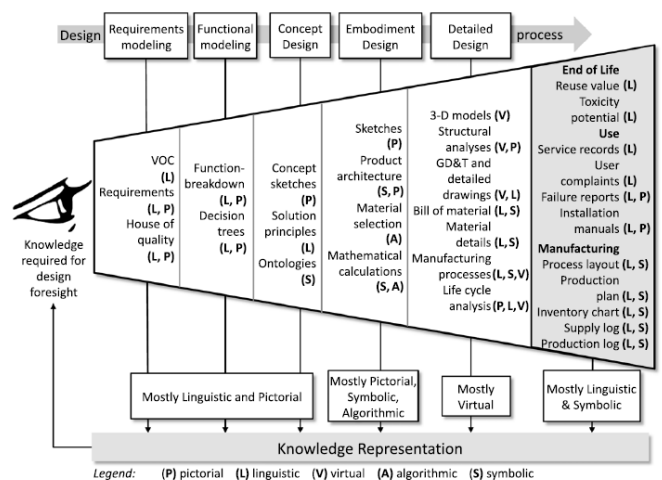 Design
Requirements
modeling
Functional
modeling
Concept
Design
Embodiment
Design
Detailed
Design
process
VOC
(L)
Requirements
(L, P)
House of
quality
(L, P)
Function-
breakdown
(L, P)
Decision
trees
(L, P)
Concept
sketches
(P)
Solution
principles
(L)
Ontologies
(S)
Sketches
(P)
Product
architecture
(S, P)
Material
selection
(A)
Mathematical
calculations
(S, A)
3-D models (V)
Structural
analyses (V, P)
GD&T and
detailed
drawings (V, L)
Bill of material (L, S)
Material
details (L, S)
Manufacturing
processes (L, S,V)
Life cycle
analysis (P, L,V)
End of Life
Reuse value (L)
Toxicity
potential (L)
Use
Service records (L)
User
complaints (L)
Failure reports (L, P)
Installation
manuals (L, P)
Manufacturing
Process layout (L, S)
Production
plan (L, S)
Inventory chart (L, S)
Supply log (L, S)
Production log (L, S)
Knowledge
required for
design
foresight
Mostly Linguistic and Pictorial
Mostly Pictorial,
Symbolic,
Algorithmic
Mostly
Virtual
Mostly Linguistic
& Symbolic
Knowledge Representation
Legend: (P) pictorial (L) linguistic (V) virtual (A) algorithmic (S) symbolic